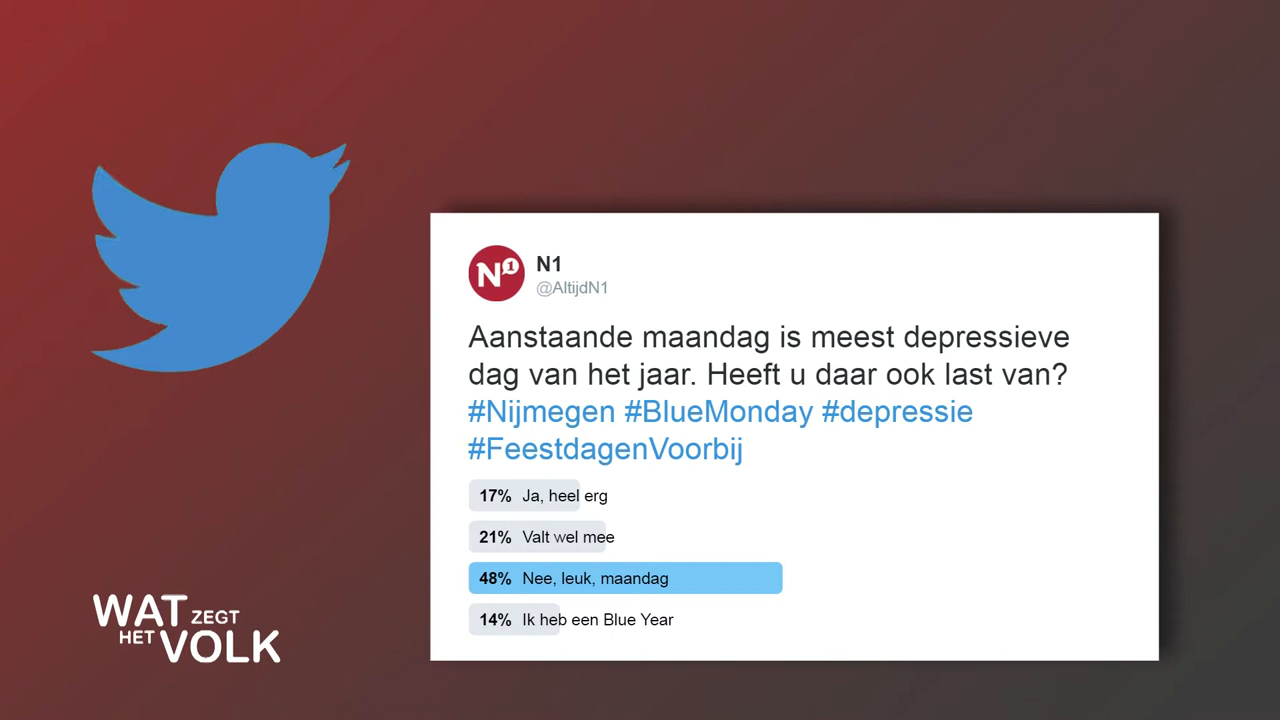 N1
N1
@AltijdN1
Aanstaande maandag is meest depressieve
dag van het jaar. Heeft u daar ook last van?
#Nijmegen #BlueMonday #depressie
#FeestdagenVoorbij
17% Ja, heel erg
21% Valt wel mee
48% Nee, leuk, maandag
14% Ik heb een Blue Year
WAT ZEGT
HET VOLK